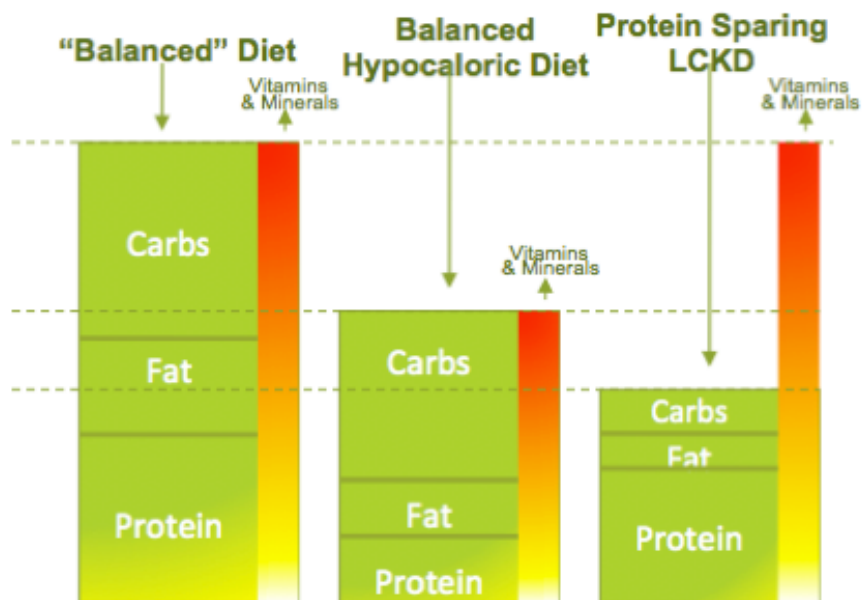 “Balanced” Diet
Vitamins
& Minerals
Carbs
Fat
Protein
Balanced
Hypocaloric Diet
Vitamins
& Minerals
Carbs
Fat
Protein
Protein Sparing
LCKD
Vitamins
& Minerals
Carbs
Fat
Protein